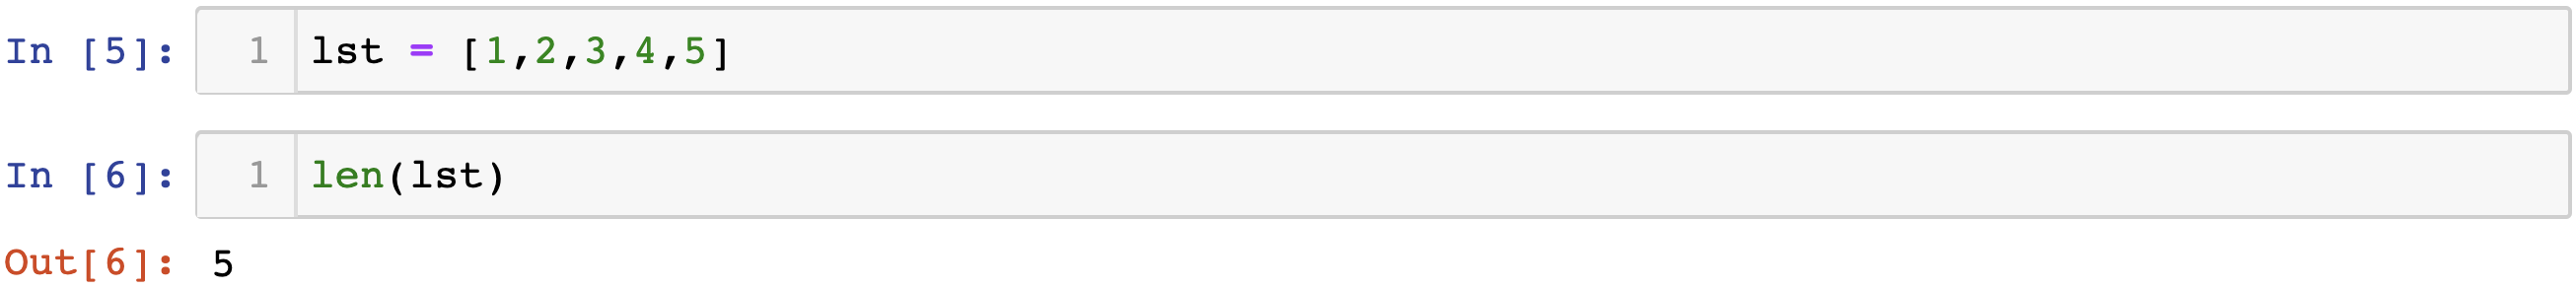 In [5]: 1 lst = [1,2,3,4,5]
In [6]: 1 len(lst)
Out[6]: 5